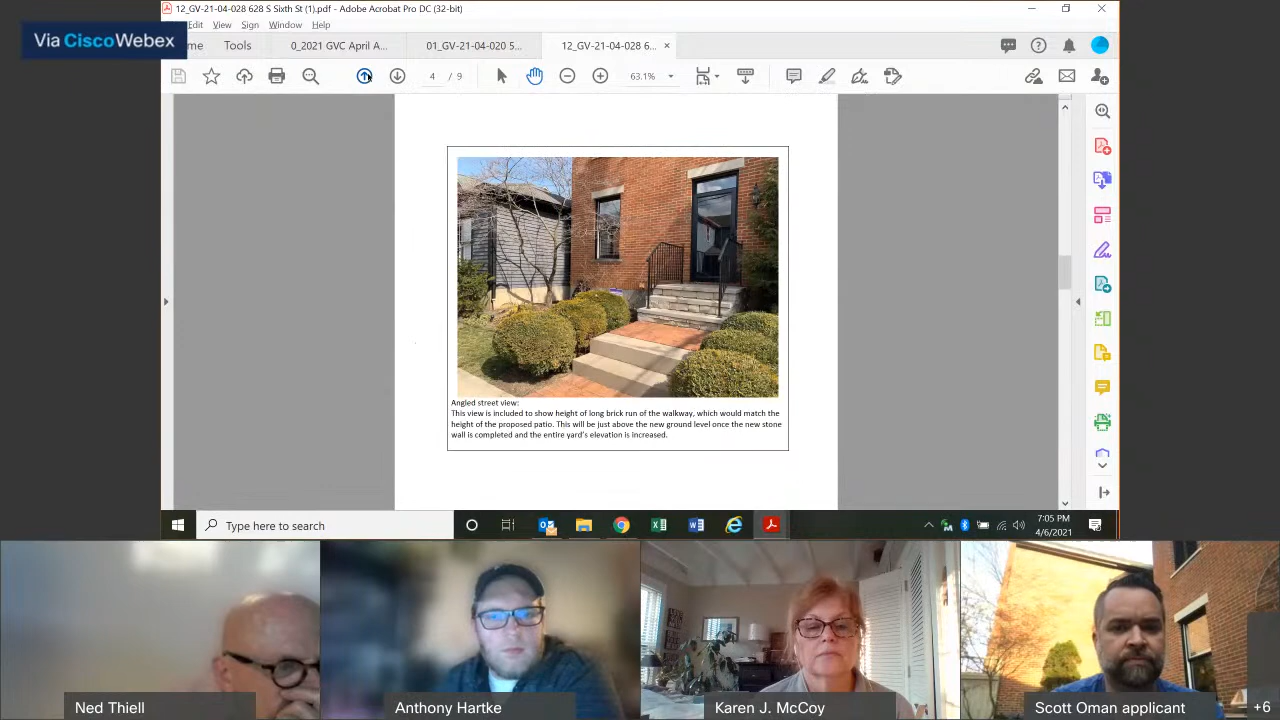 12_GV-21-04-028 628 S Sixth St (1).pdf - Adobe Acrobat Pro DC (32-bit)
Via CiscoWebex
Edit View Sign Window Help
me Tools 0_2021 GVC April A... 01_GV-21-04-020 5... 12_GV-21-04-028 6... ×
4 / 9 63.1%
Angled street view:
This view is included to show height of long brick run of the walkway, which would match the
height of the proposed patio. This will be just above the new ground level once the new stone
wall is completed and the entire yard's elevation is increased.
Type here to search
7:05 PM
4/6/2021
Ned Thiell
Anthony Hartke
Karen J. McCoy
Scott Oman applicant
+6